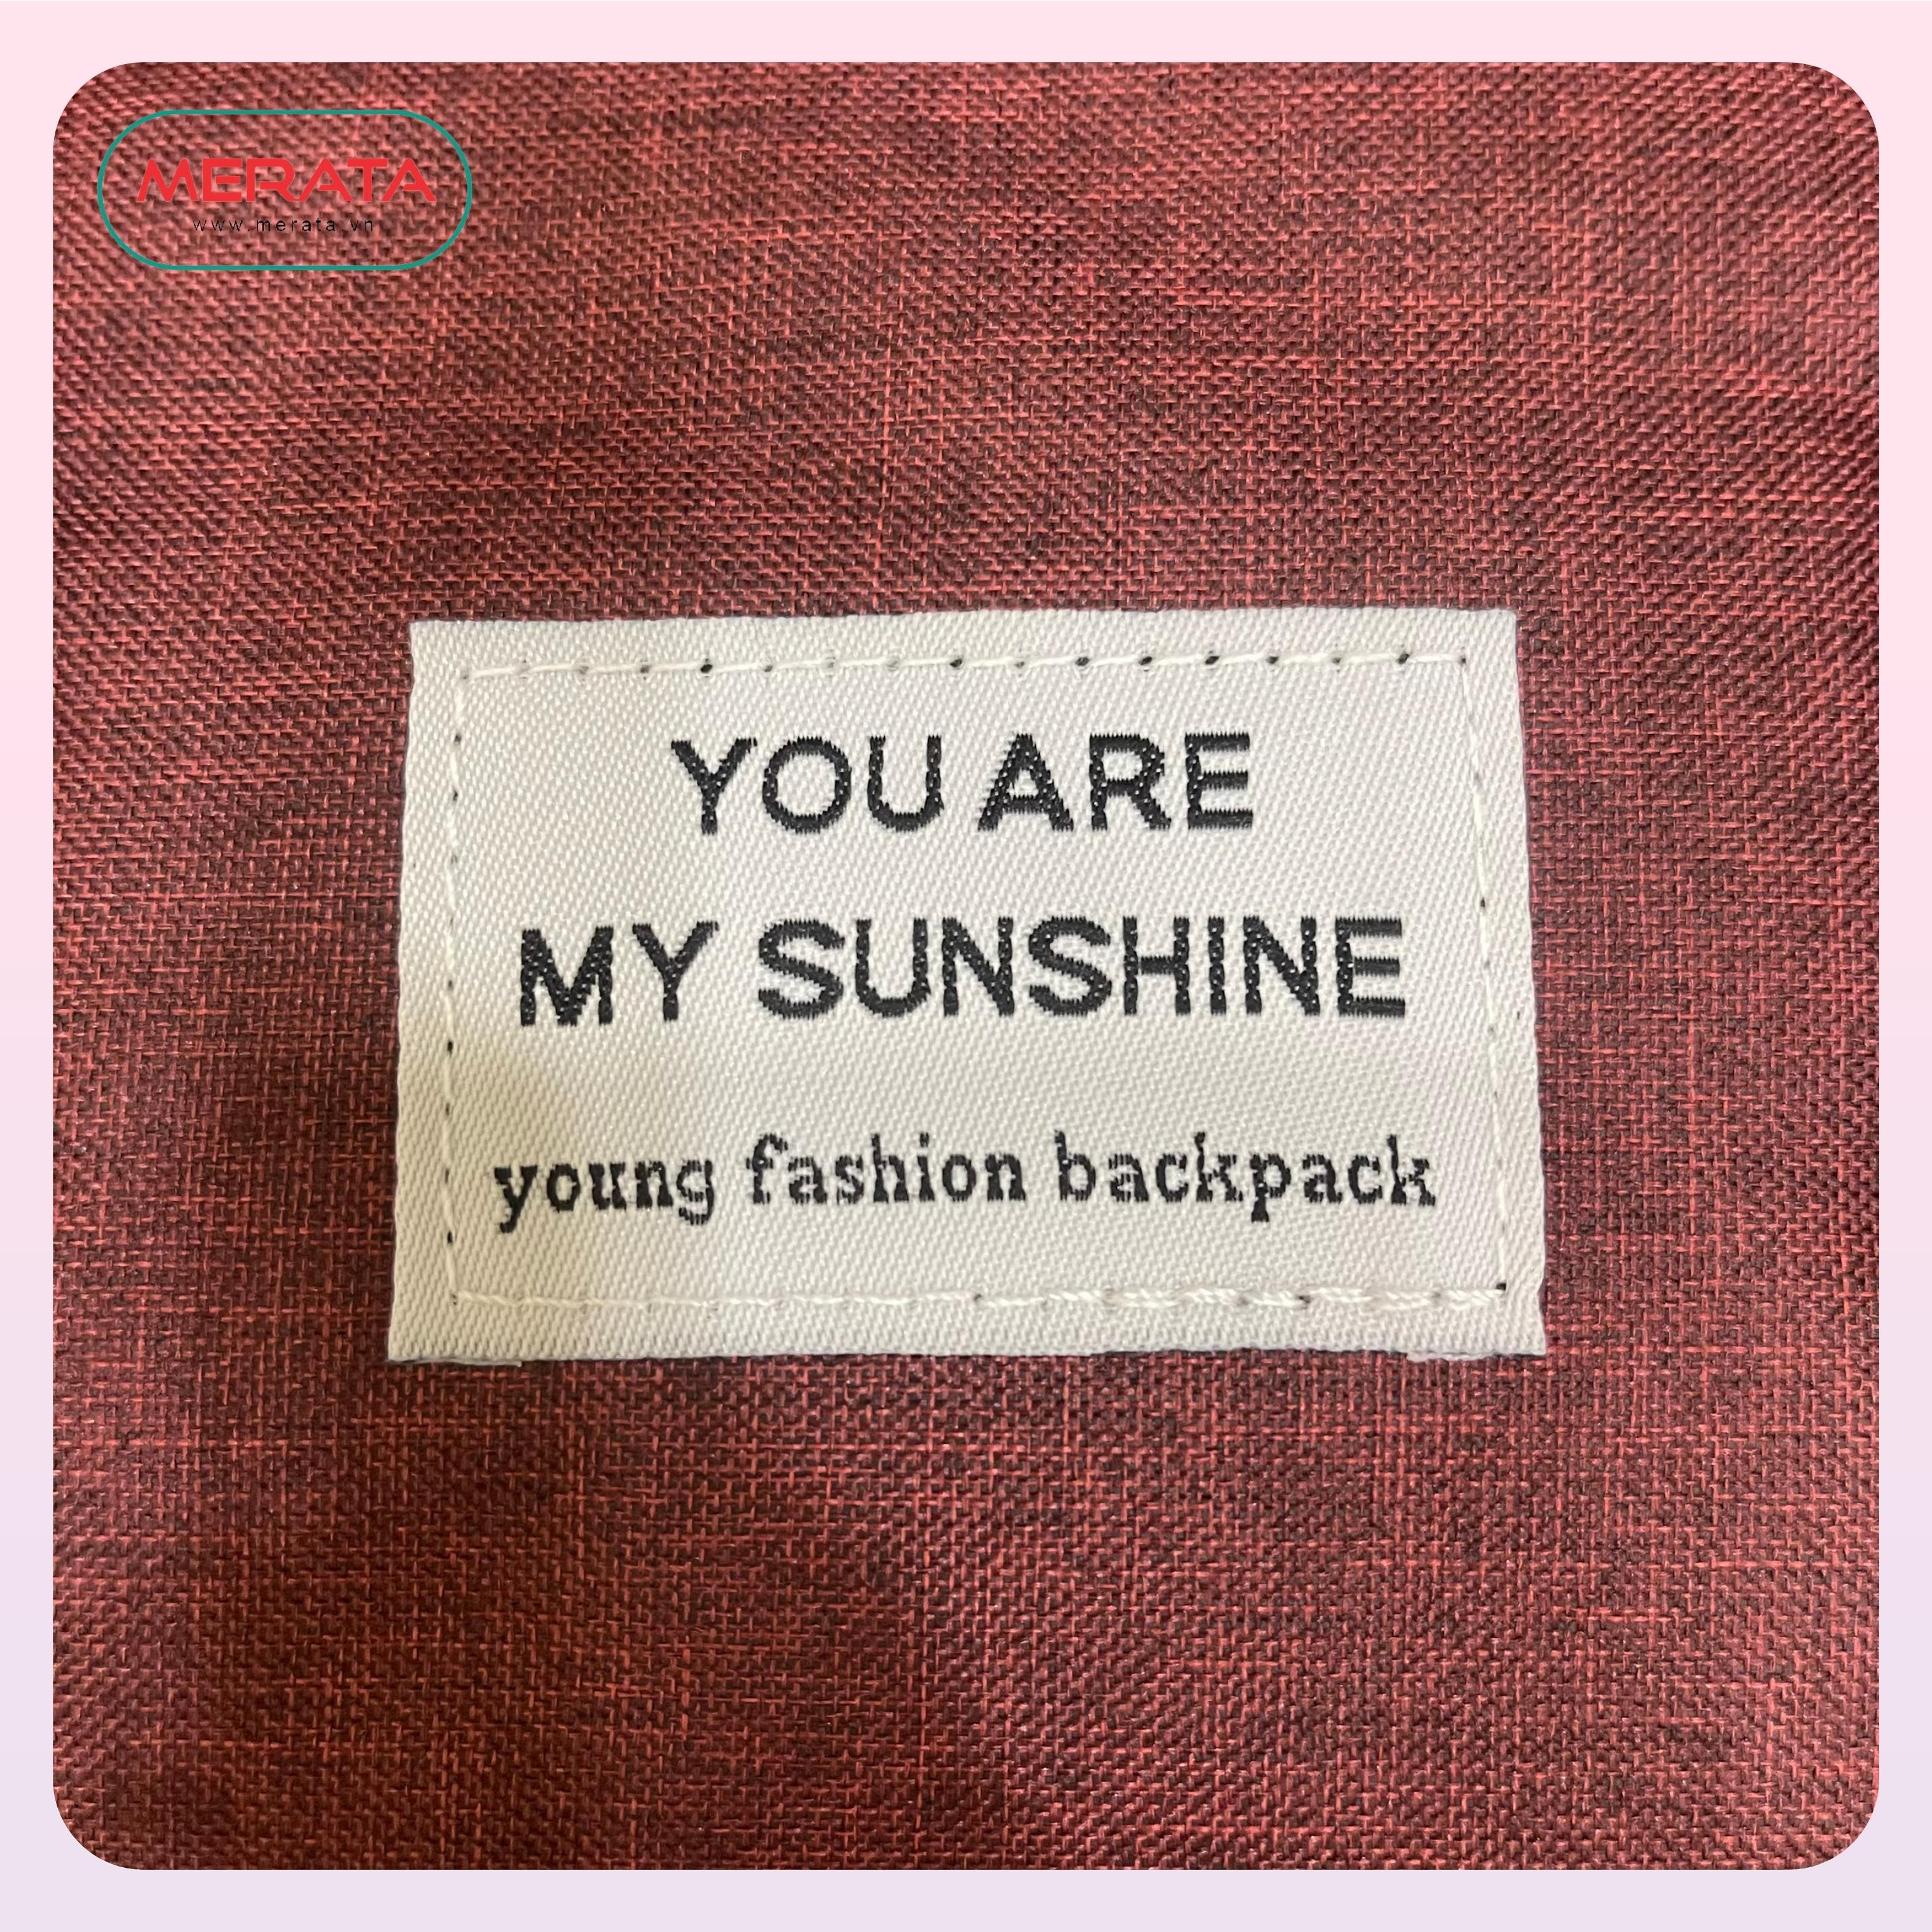 MERATA
www.merata.vn
YOU ARE
MY SUNSHINE
young fashion backpack